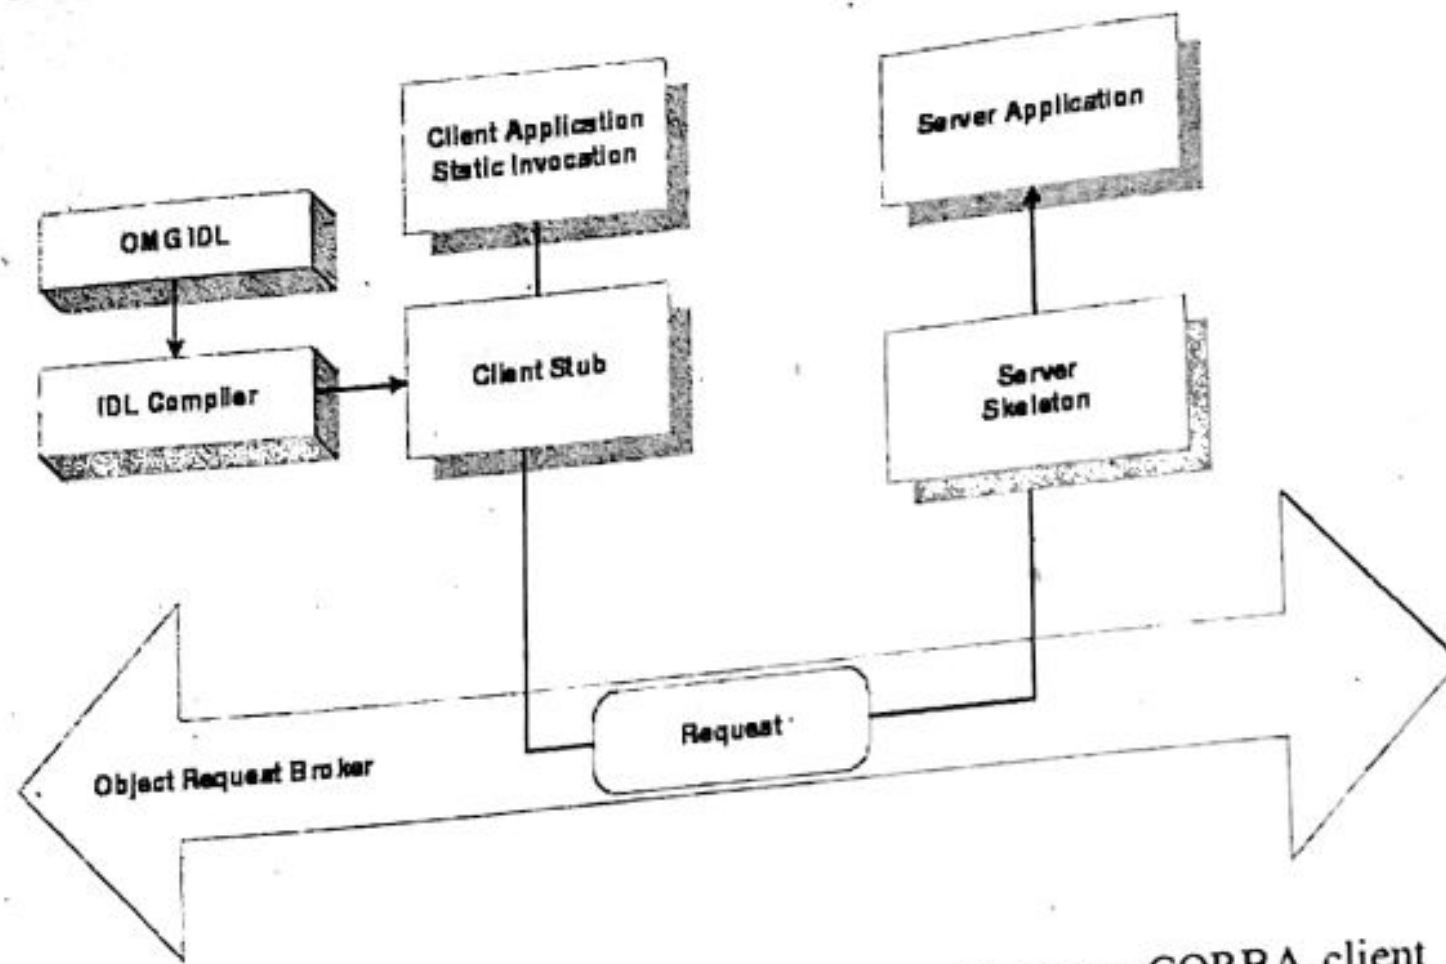 Client Application
Static Invocation
Server Application
OMG IDL
IDL Compiler
Client Stub
Server
Skeleton
Request
Object Request Broker
CORBA client